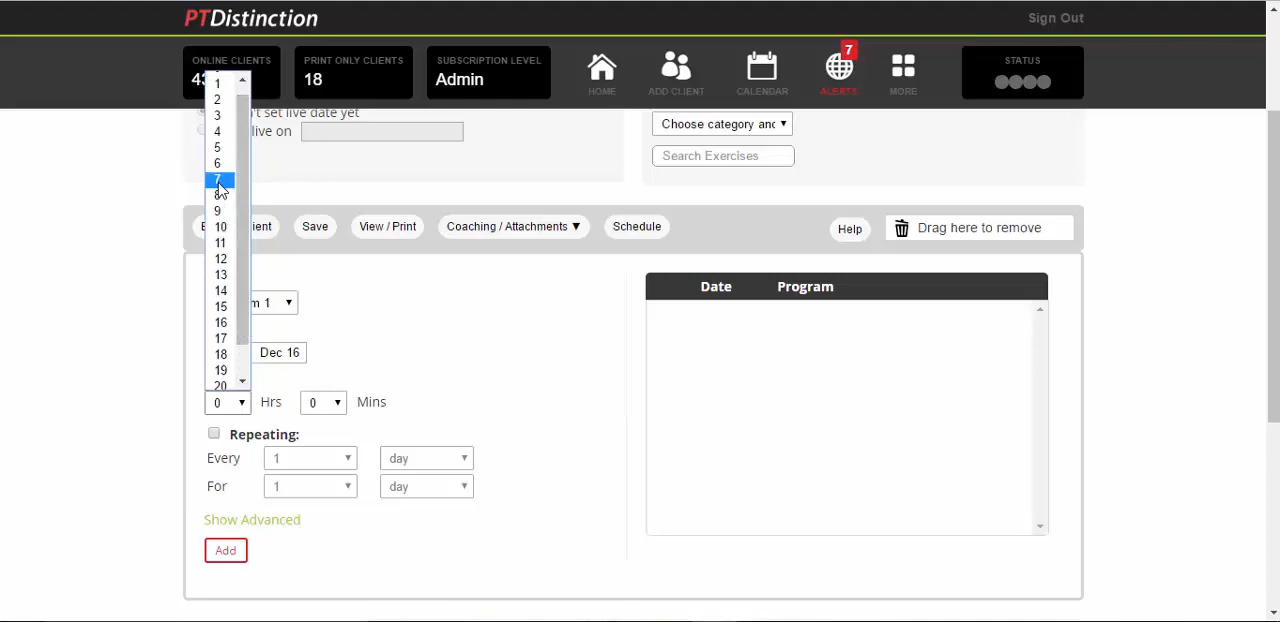 PTDistinction
Sign Out
ONLINE CLIENTS
PRINT ONLY CLIENTS
18
SUBSCRIPTION LEVEL
Admin
HOME
ADD CLIENT
CALENDAR
7
ALERTS
MORE
STATUS
set live date yet
live on
Choose category and
Search Exercises
Save
View / Print
Coaching / Attachments ▼
Schedule
Help
Drag here to remove
1
2
3
4
5
6
7
8
9
10
11
12
13
14
15
16
17
18
19
20
Dec 16
0 Hrs 0 Mins
Repeating:
Every 1 day
For 1 day
Show Advanced
Add
Date Program